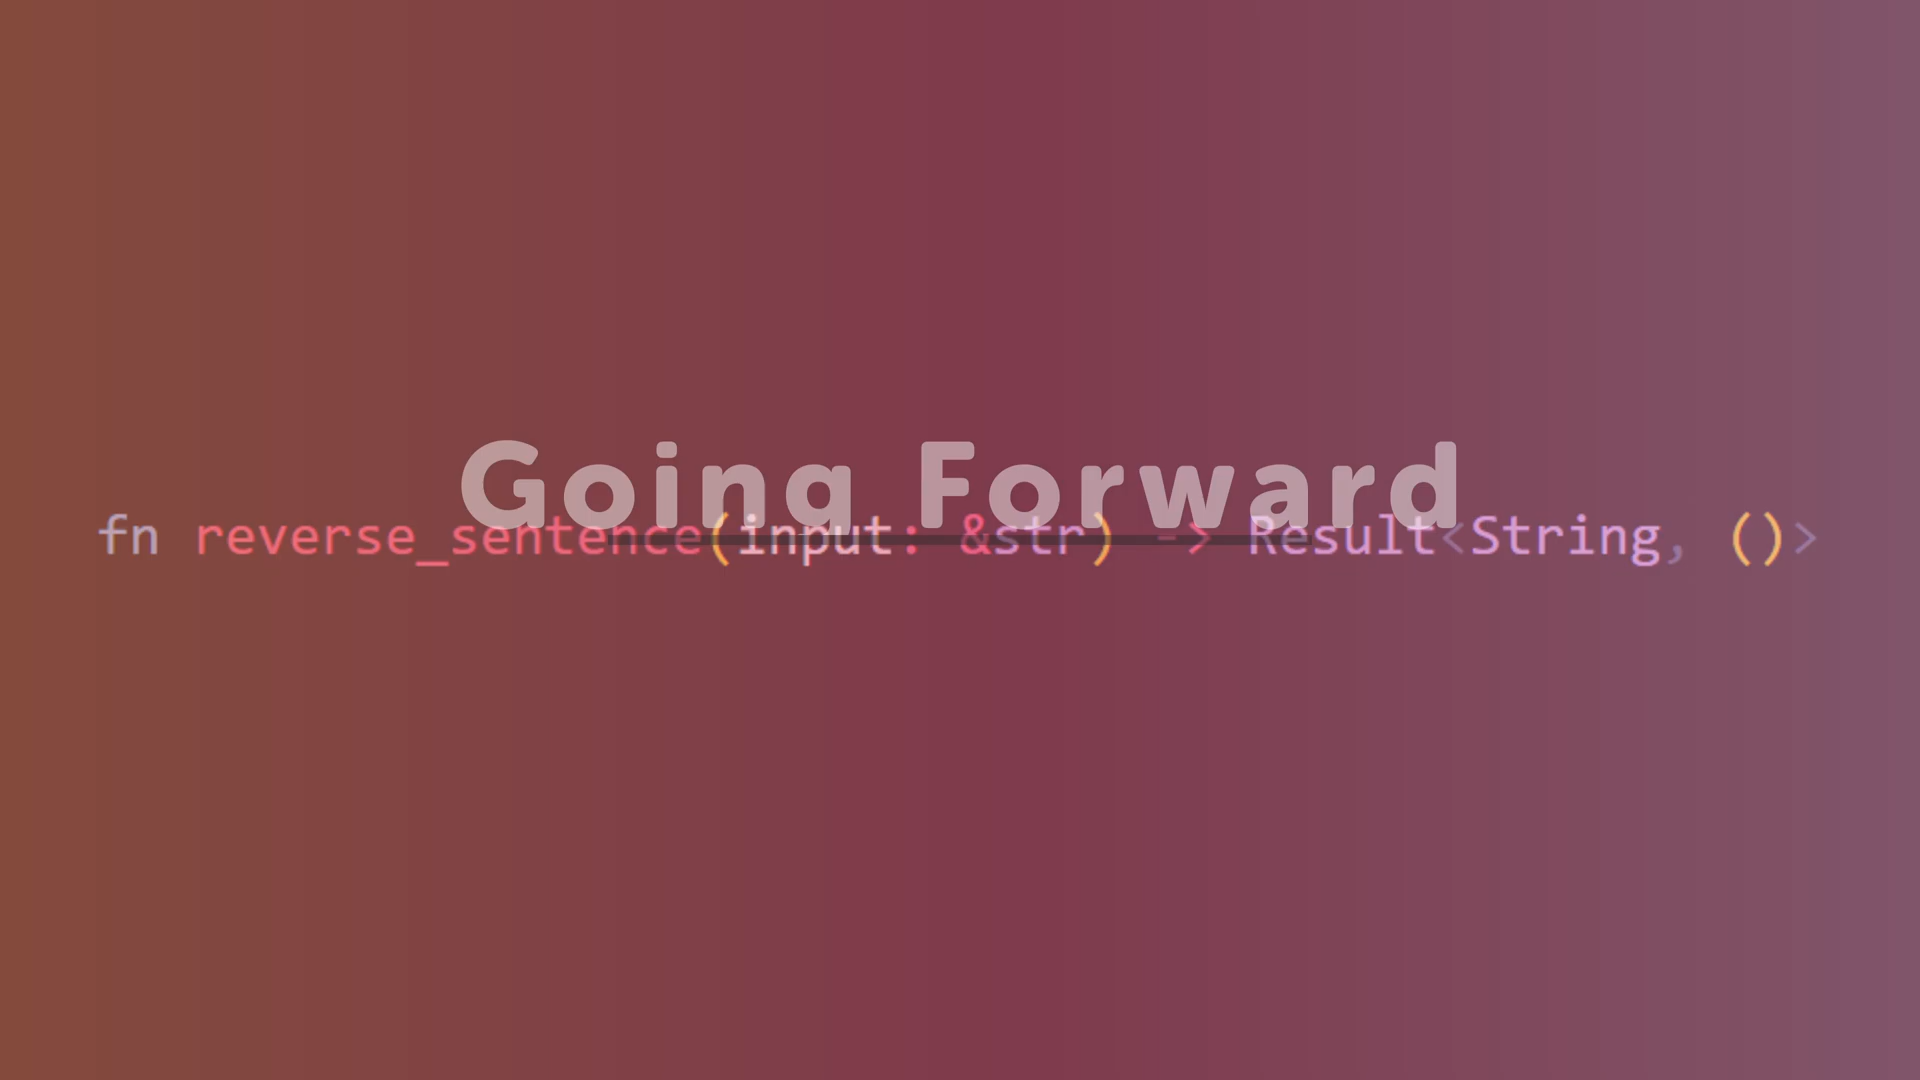 Going Forward
fn reverse_sentence(input: &str) -> Result<String, ()>